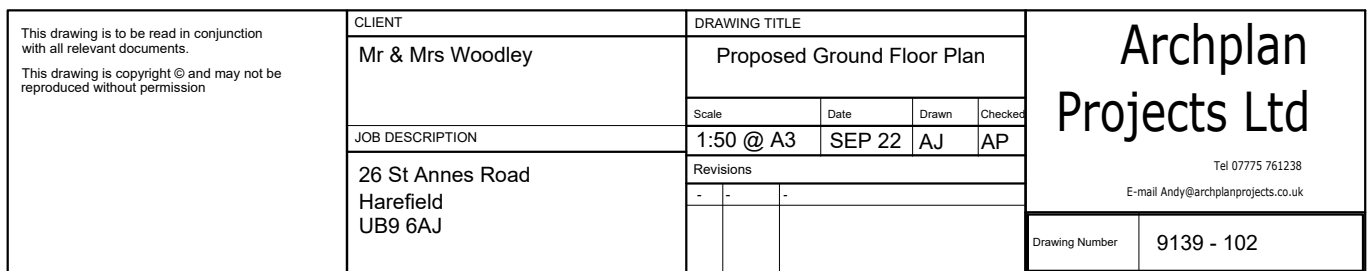 This drawing is to be read in conjunction
with all relevant documents.
This drawing is copyright © and may not be
reproduced without permission
CLIENT
Mr & Mrs Woodley
JOB DESCRIPTION
26 St Annes Road
Harefield
UB9 6AJ
DRAWING TITLE
Proposed Ground Floor Plan
Scale Date Drawn Checked
1:50 @ A3 SEP 22 AJ AP
Revisions
- - -
Archplan
Projects Ltd
Tel 07775 761238
E-mail Andy@archplanprojects.co.uk
Drawing Number 9139 - 102